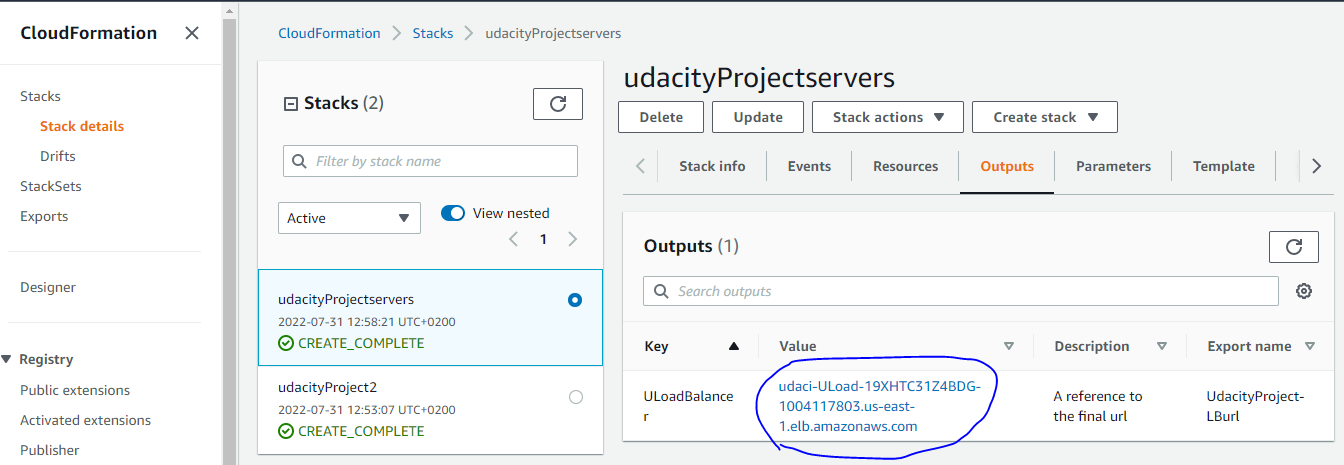 CloudFormation
Stacks
Stack details
Drifts
StackSets
Exports
Designer
Registry
Public extensions
Activated extensions
Publisher
CloudFormation > Stacks > udacityProjectservers
Stacks (2)
Filter by stack name
Active
View nested
1
udacityProjectservers
2022-07-31 12:58:21 UTC+0200
CREATE_COMPLETE
udacityProject2
2022-07-31 12:53:07 UTC+0200
CREATE_COMPLETE
udacityProjectservers
Delete Update Stack actions Create stack
Stack info Events Resources Outputs Parameters Template
Outputs (1)
Search outputs
Key Value Description Export name
ULoadBalance
r
udaci-ULoad-19XHTC31Z4BDG-
1004117803.us-east-
1.elb.amazonaws.com
A reference to
the final url
UdacityProject-
LBurl